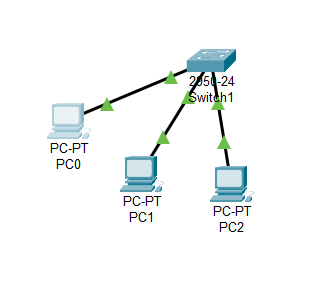 2950-24
Switch1
PC-PT
PC0
PC-PT
PC1
PC-PT
PC2